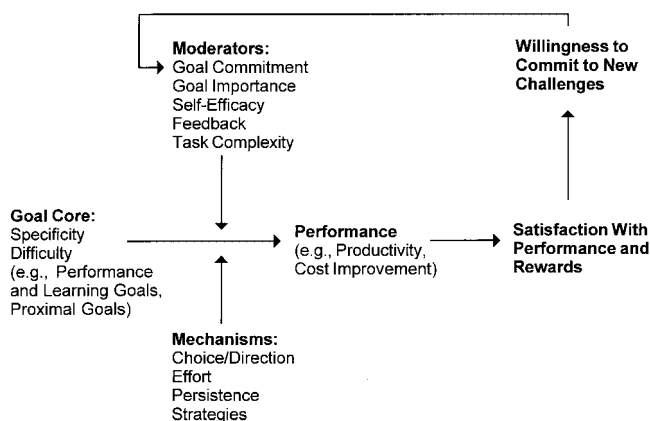 Moderators:
Goal Commitment
Goal Importance
Self-Efficacy
Feedback
Task Complexity
Willingness to
Commit to New
Challenges
Goal Core:
Specificity
Difficulty
(e.g., Performance
and Learning Goals,
Proximal Goals)
Performance
(e.g., Productivity,
Cost Improvement)
Satisfaction With
Performance and
Rewards
Mechanisms:
Choice/Direction
Effort
Persistence
Strategies